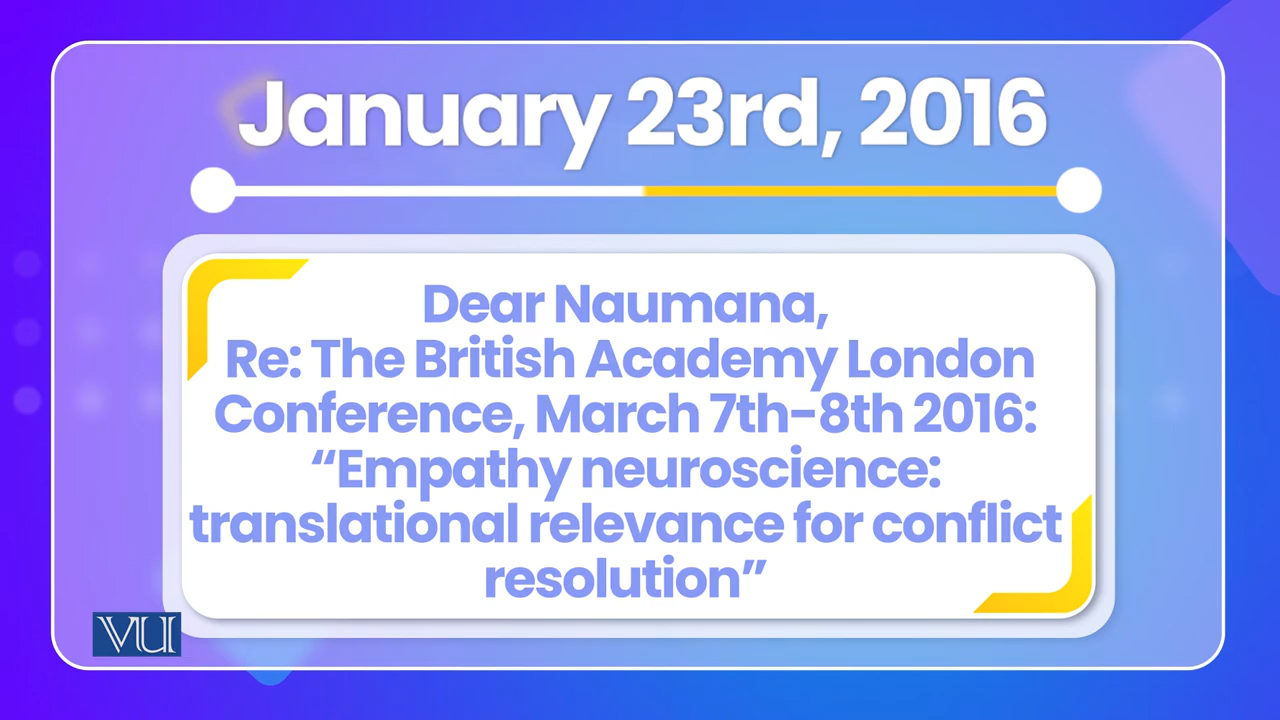 January 23rd, 2016
Dear Naumana,
Re: The British Academy London
Conference, March 7th-8th 2016:
“Empathy neuroscience:
translational relevance for conflict
resolution”
VU